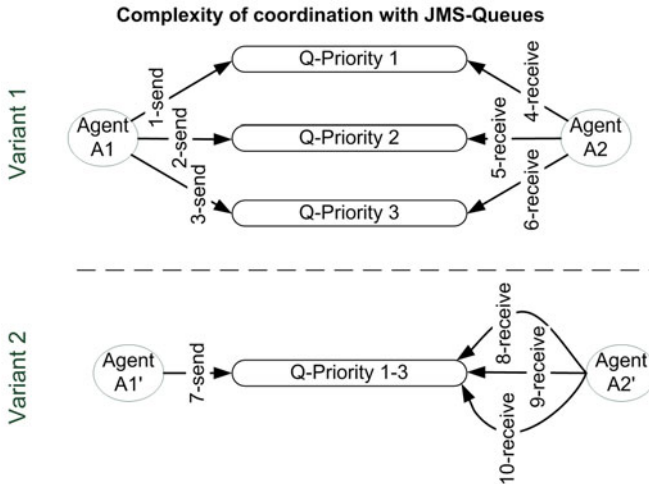 Complexity of coordination with JMS-Queues
Variant 1
Agent
A1
1-send
2-send
3-send
Q-Priority 1
Q-Priority 2
Q-Priority 3
4-receive
5-receive
6-receive
Agent
A2
Variant 2
Agent
A1'
7-send
Q-Priority 1-3
8-receive
9-receive
10-receive
Agent
A2'